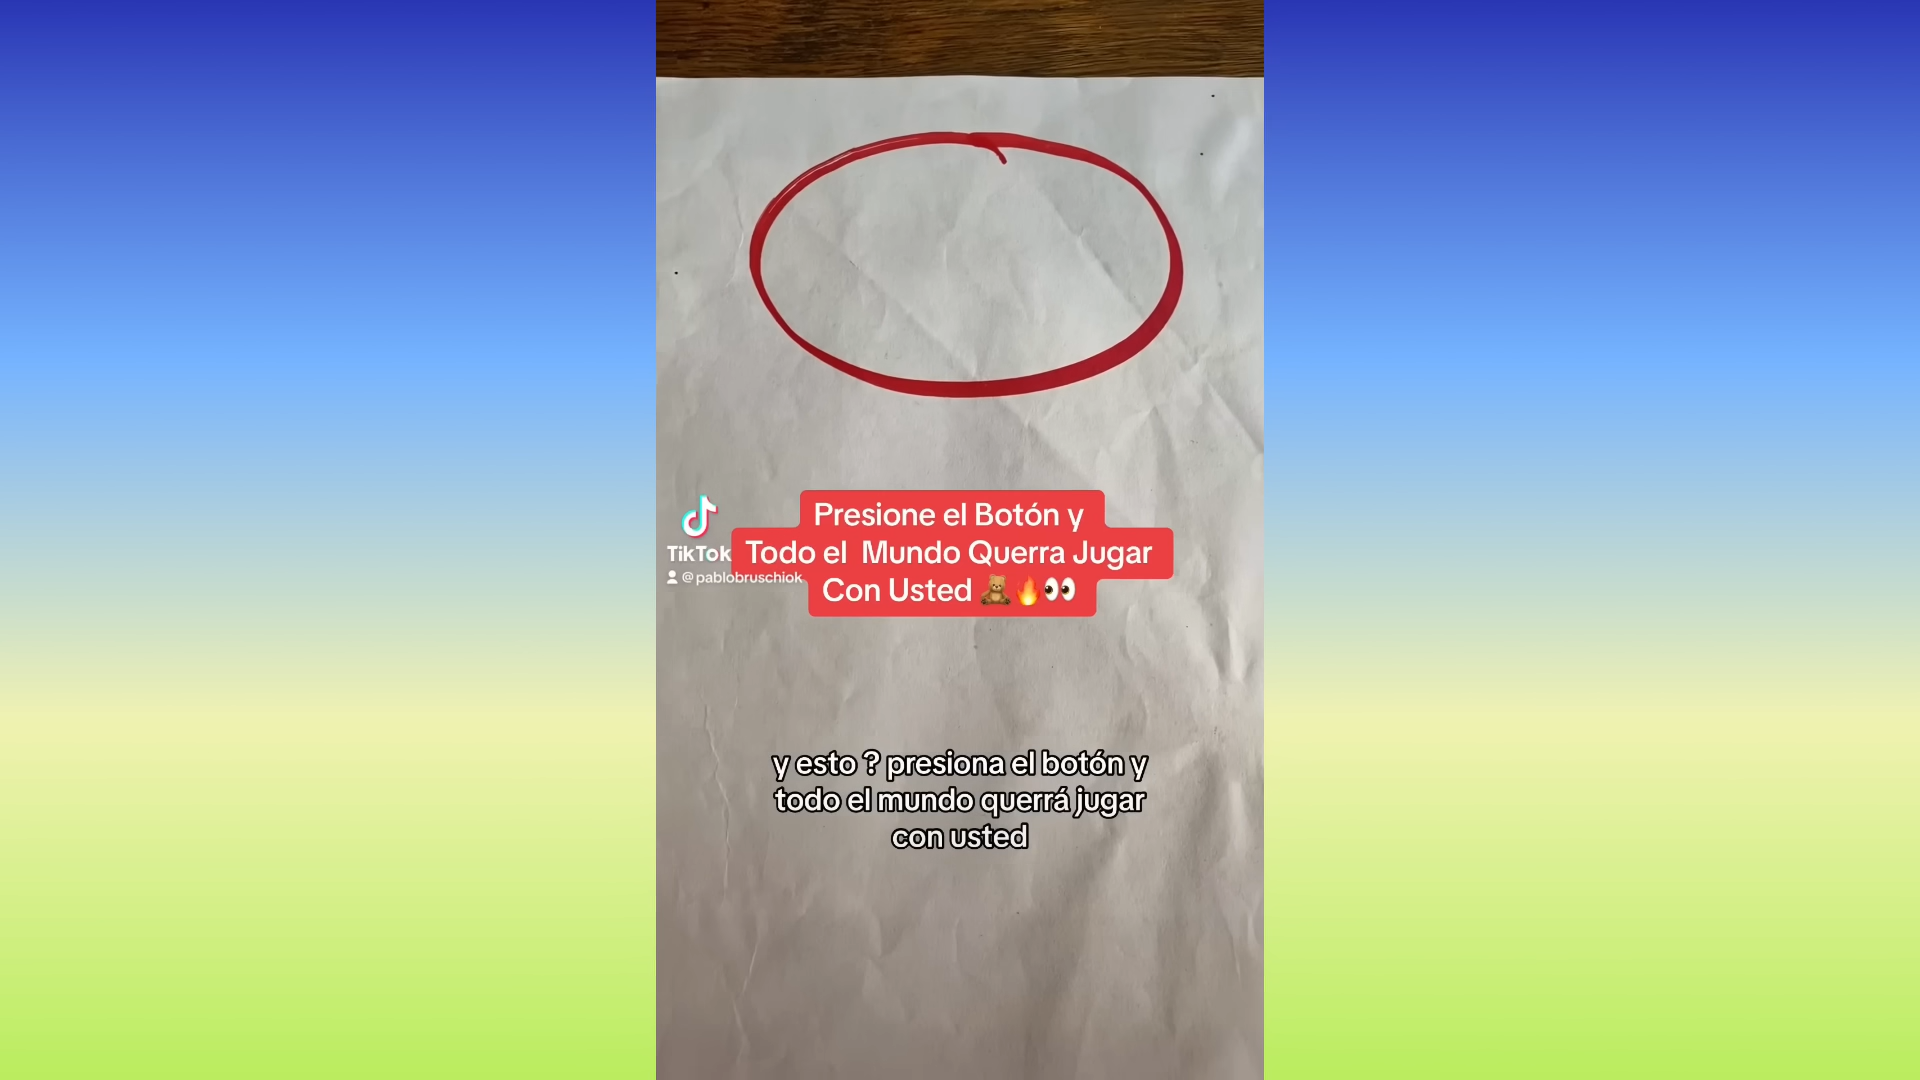 Presione el Botón y
Todo el Mundo Querra Jugar
Con Usted 🧸🔥👀
TikTok
@pablobruschiok
y esto ? presiona el botón y
todo el mundo querrá jugar
con usted